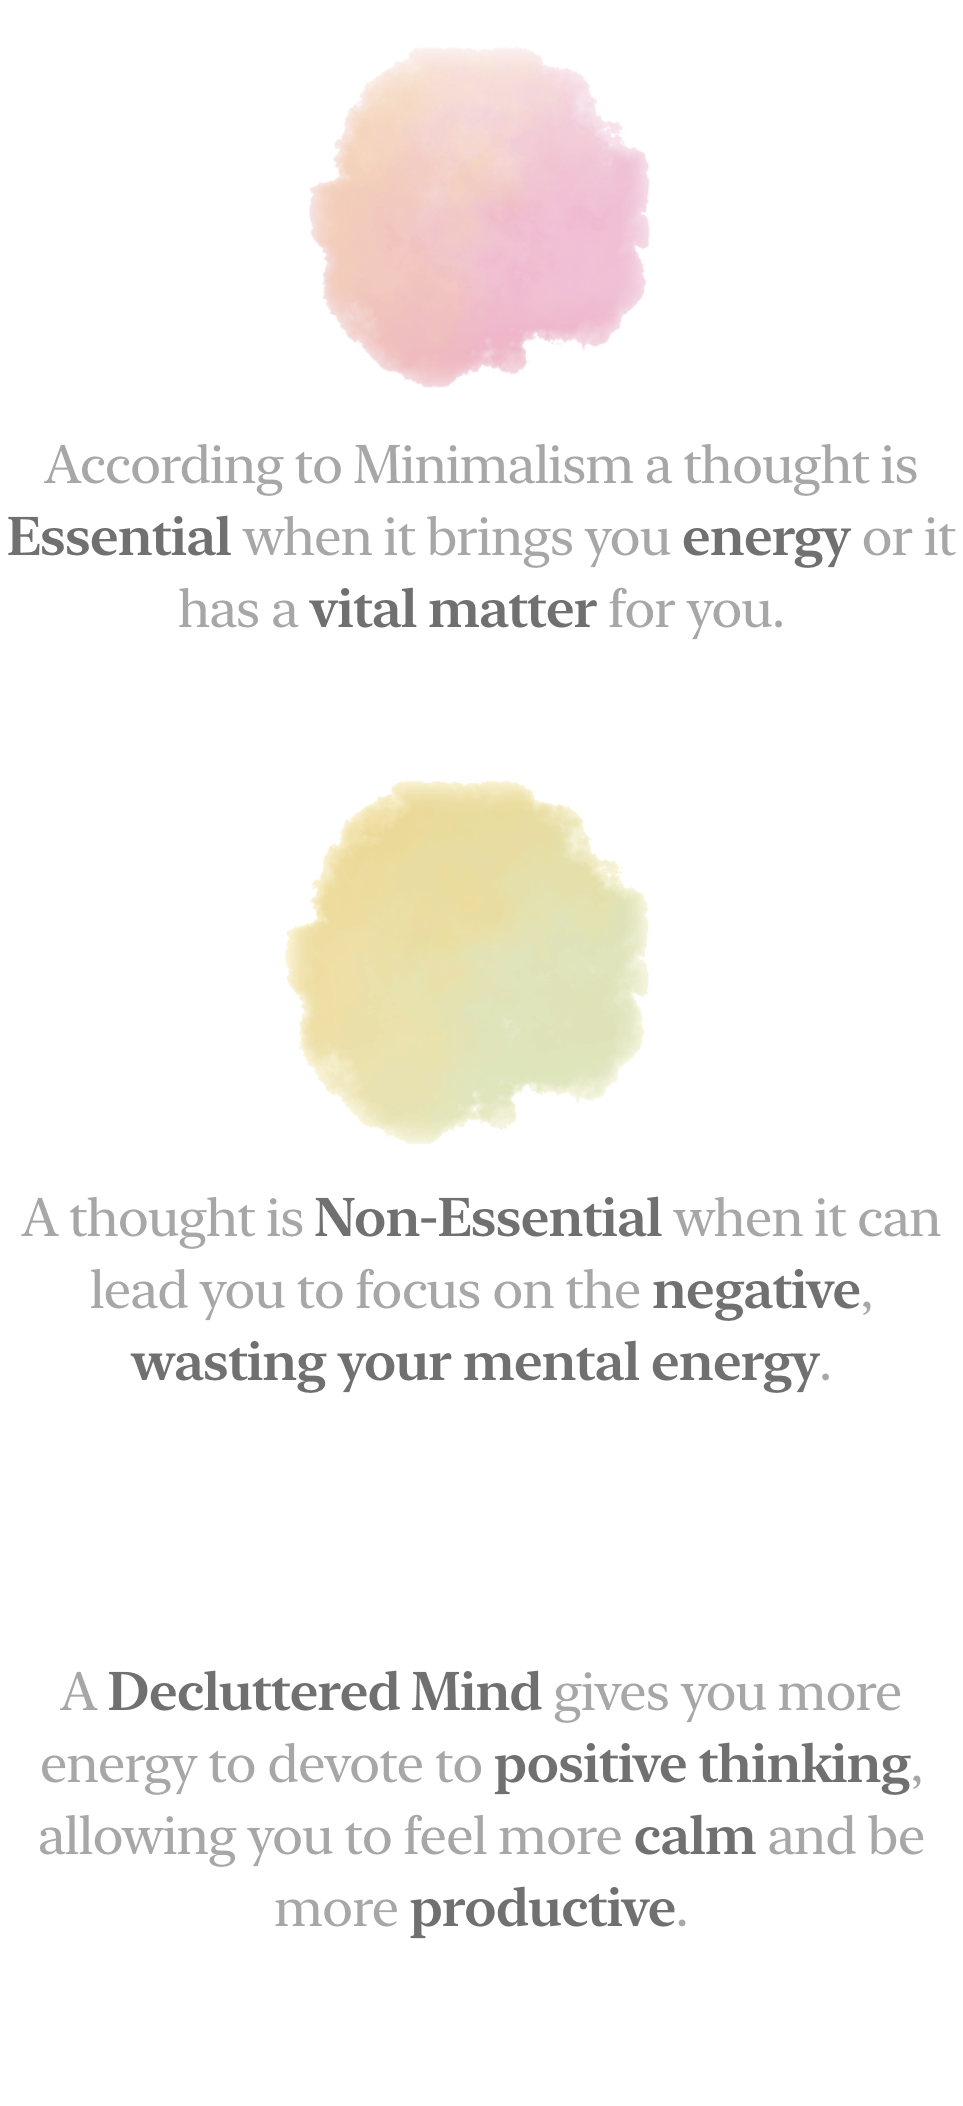 According to Minimalism a thought is
Essential when it brings you energy or it
has a vital matter for you.
A thought is Non-Essential when it can
lead you to focus on the negative,
wasting your mental energy.
A Decluttered Mind gives you more
energy to devote to positive thinking,
allowing you to feel more calm and be
more productive.